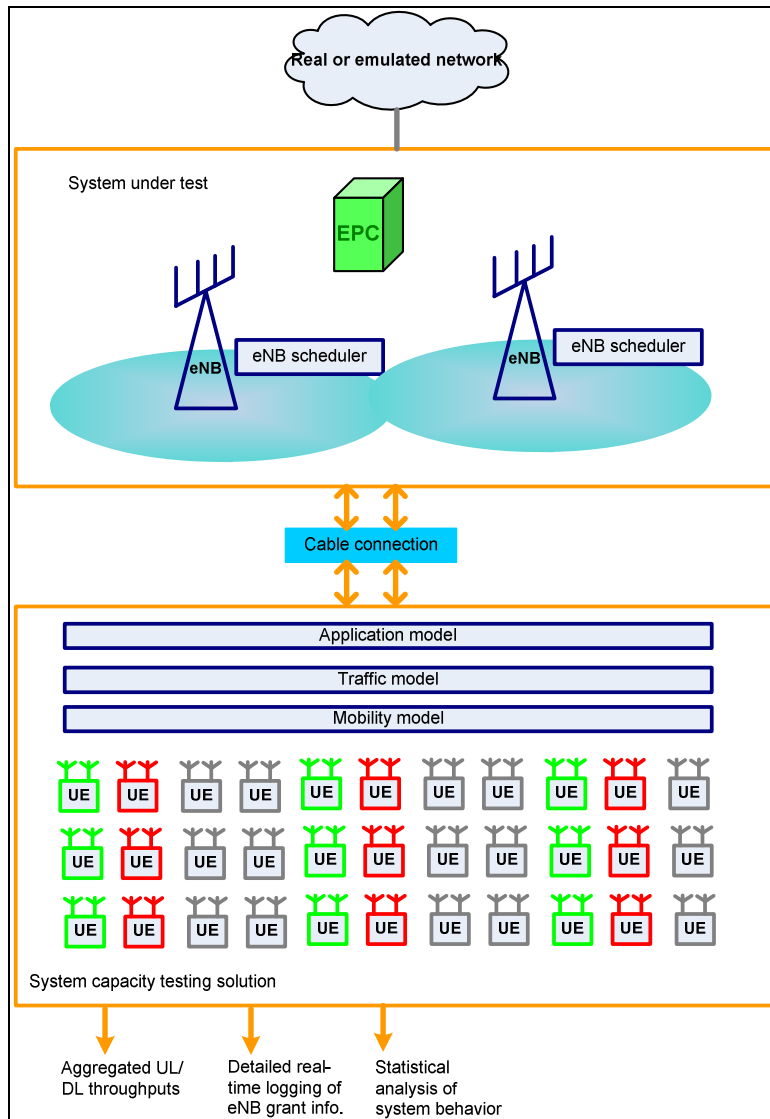 Real or emulated network
System under test
EPC
eNB scheduler
eNB
eNB scheduler
eNB
Cable connection
Application model
Traffic model
Mobility model
UE UE UE UE UE UE UE UE UE UE UE
UE UE UE UE UE UE UE UE UE UE UE
UE UE UE UE UE UE UE UE UE UE UE
System capacity testing solution
Aggregated UL/
DL throughputs
Detailed real-
time logging of
eNB grant info.
Statistical
analysis of
system behavior